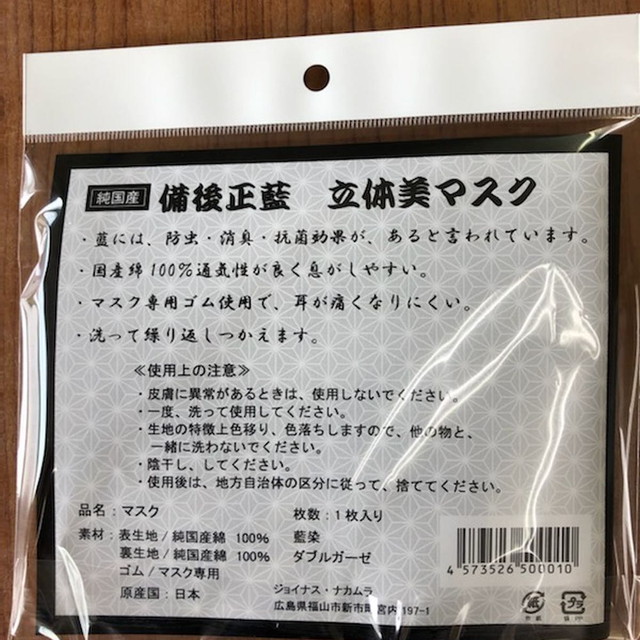 純国産 備後正藍 立体美マスク
・藍には、防虫・消臭・抗菌効果が、あると言われています。
・国産綿100％通気性が良く息がしやすい。
・マスク専用ゴム使用で、耳が痛くなりにくい。
・洗って繰り返しつかえます。
≪使用上の注意≫
・皮膚に異常があるときは、使用しないでください。
・一度、洗って使用してください。
・生地の特徴上色移り、色落ちしますので、他の物と、
一緒に洗わないでください。
・陰干し、してください。
・使用後は、地方自治体の区分に従って、捨ててください。
品名：マスク 枚数：1枚入り
素材：表生地/純国産綿 100％ 藍染
裏生地/純国産綿 100％ ダブルガーゼ
ゴム/マスク専用
原産国：日本
ジョイナス・ナカムラ
広島県福山市新市町宮内197-1
4 573526 500010
紙 プラ